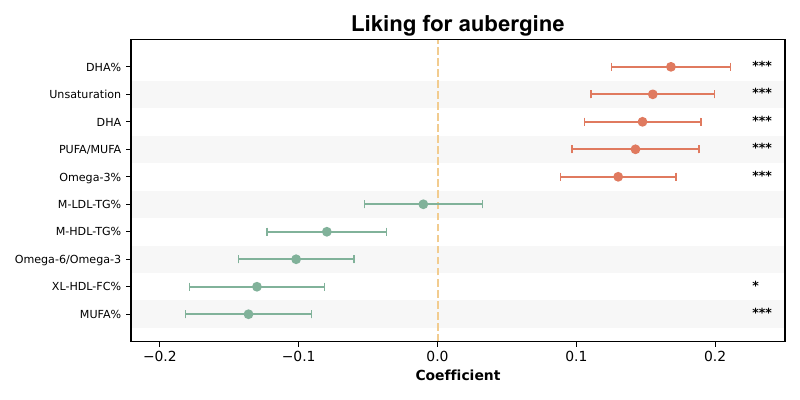 Liking for aubergine
DHA% ***
Unsaturation ***
DHA ***
PUFA/MUFA ***
Omega-3% ***
M-LDL-TG%
M-HDL-TG%
Omega-6/Omega-3
XL-HDL-FC% *
MUFA% ***
−0.2 −0.1 0.0 0.1 0.2
Coefficient